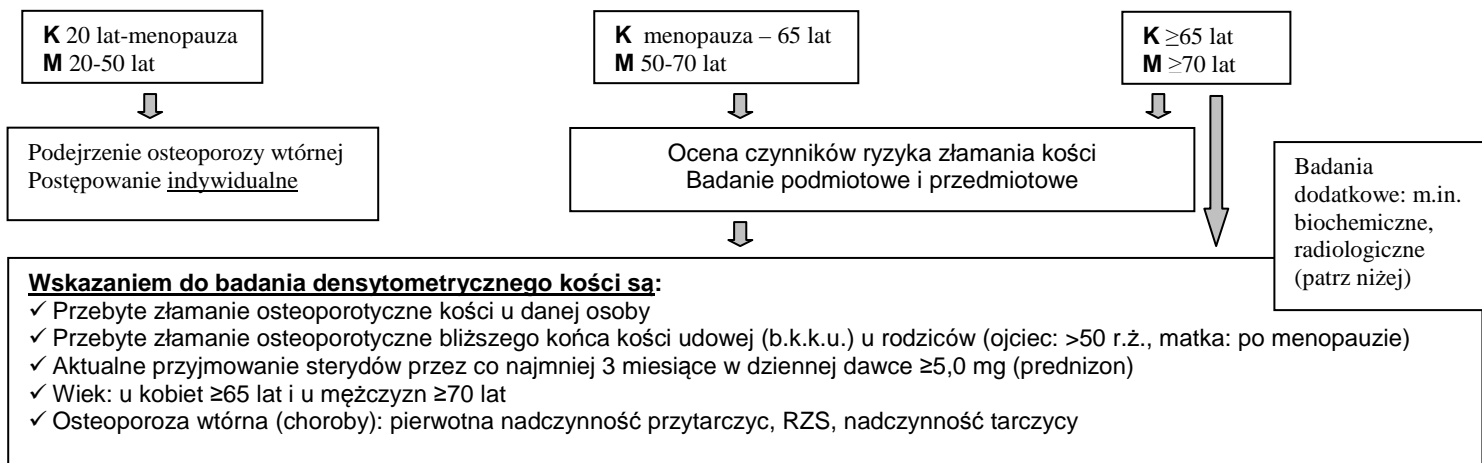 K 20 lat-menopauza
M 20-50 lat
K menopauza – 65 lat
M 50-70 lat
K ≥65 lat
M ≥70 lat
Podejrzenie osteoporozy wtórnej
Postępowanie indywidualne
Ocena czynników ryzyka złamania kości
Badanie podmiotowe i przedmiotowe
Badania
dodatkowe: m.in.
biochemiczne,
radiologiczne
(patrz niżej)
Wskazaniem do badania densytometrycznego kości są:
✓ Przebyte złamanie osteoporotyczne kości u danej osoby
✓ Przebyte złamanie osteoporotyczne bliższego końca kości udowej (b.k.k.u.) u rodziców (ojciec: >50 r.ż., matka: po menopauzie)
✓ Aktualne przyjmowanie sterydów przez co najmniej 3 miesiące w dziennej dawce ≥5,0 mg (prednizon)
✓ Wiek: u kobiet ≥65 lat i u mężczyzn ≥70 lat
✓ Osteoporoza wtórna (choroby): pierwotna nadczynność przytarczyc, RZS, nadczynność tarczycy